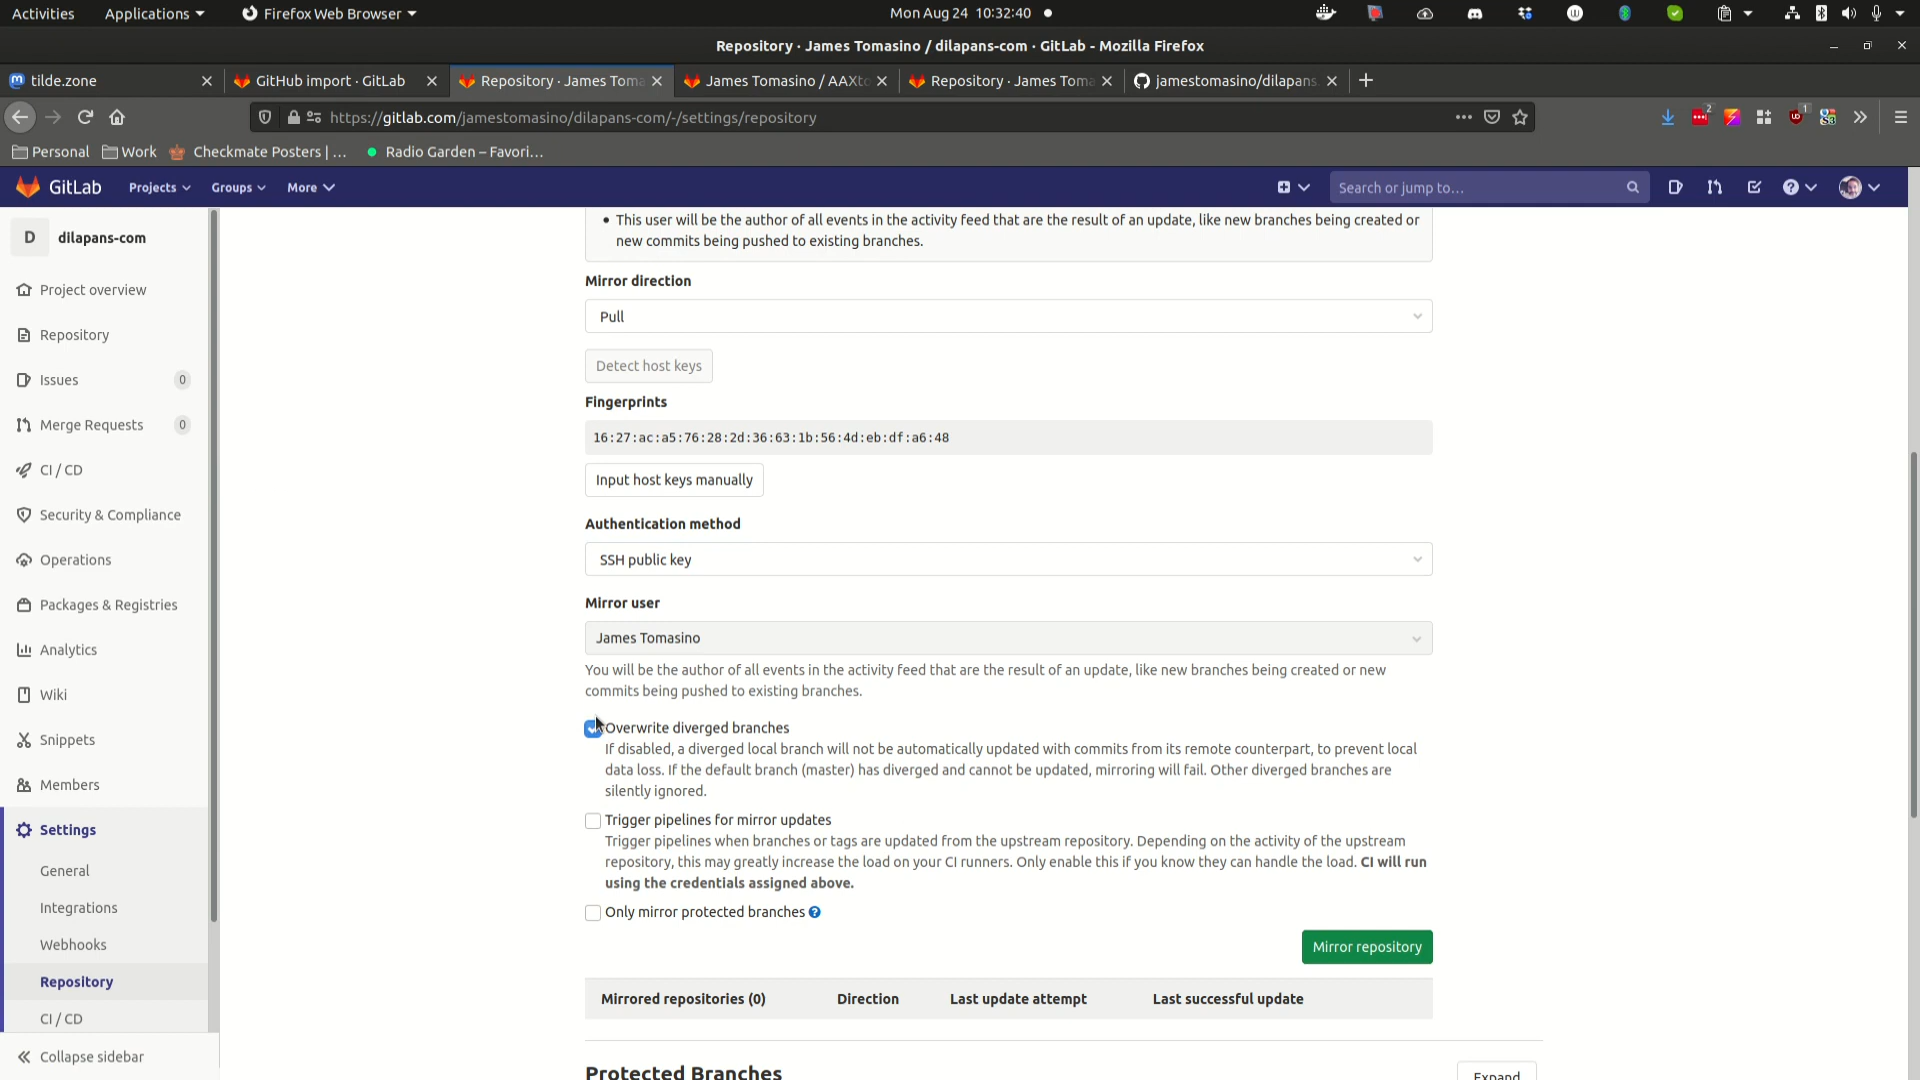 Activities Applications Firefox Web Browser Mon Aug 24 10:32:40
Repository · James Tomasino / dilapans-com · GitLab - Mozilla Firefox
tilde.zone GitHub import · GitLab Repository · James Toma James Tomasino / AAXto Repository · James Toma jamestomasino/dilapans
https://gitlab.com/jamestomasino/dilapans-com/-/settings/repository 2 1
Personal Work Checkmate Posters | ... Radio Garden – Favori...
GitLab Projects Groups More Search or jump to...
D dilapans-com
Project overview
Repository
Issues 0
Merge Requests 0
CI / CD
Security & Compliance
Operations
Packages & Registries
Analytics
Wiki
Snippets
Members
Settings
General
Integrations
Webhooks
Repository
CI / CD
Collapse sidebar
• This user will be the author of all events in the activity feed that are the result of an update, like new branches being created or
new commits being pushed to existing branches.
Mirror direction
Pull
Detect host keys
Fingerprints
16:27:ac:a5:76:28:2d:36:63:1b:56:4d:eb:df:a6:48
Input host keys manually
Authentication method
SSH public key
Mirror user
James Tomasino
You will be the author of all events in the activity feed that are the result of an update, like new branches being created or new
commits being pushed to existing branches.
Overwrite diverged branches
If disabled, a diverged local branch will not be automatically updated with commits from its remote counterpart, to prevent local
data loss. If the default branch (master) has diverged and cannot be updated, mirroring will fail. Other diverged branches are
silently ignored.
Trigger pipelines for mirror updates
Trigger pipelines when branches or tags are updated from the upstream repository. Depending on the activity of the upstream
repository, this may greatly increase the load on your CI runners. Only enable this if you know they can handle the load. CI will run
using the credentials assigned above.
Only mirror protected branches
Mirror repository
Mirrored repositories (0) Direction Last update attempt Last successful update
Protected Branches Expand